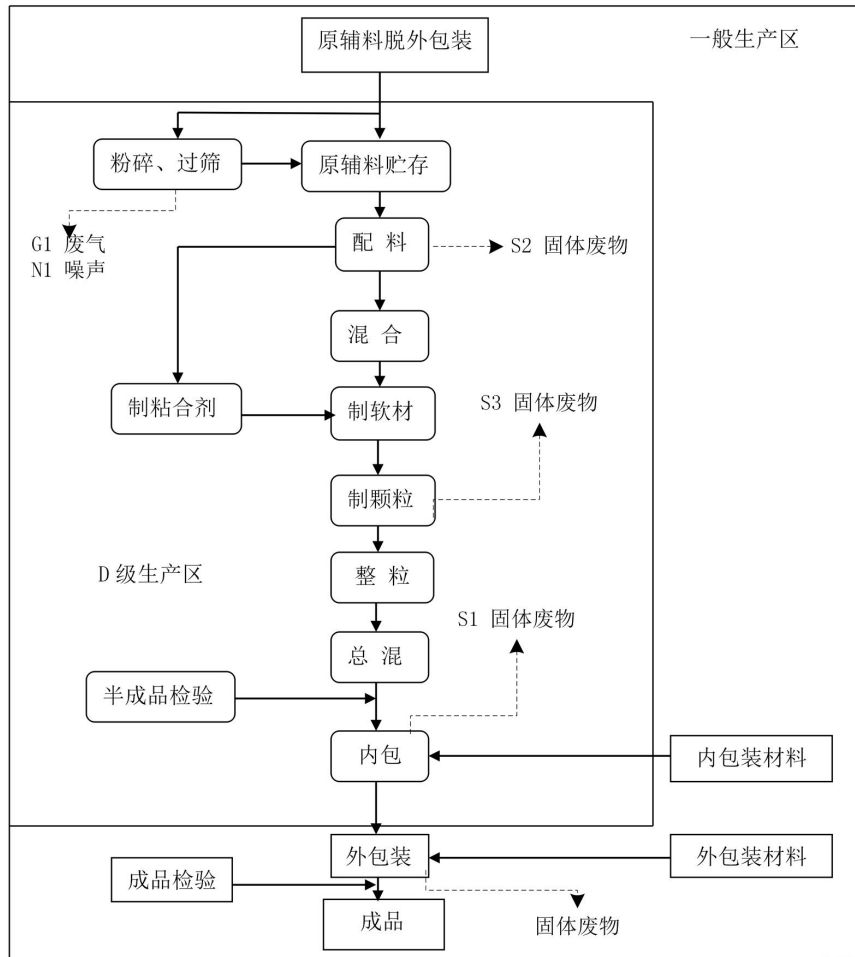 原辅料脱外包装
一般生产区
粉碎、过筛
原辅料贮存
G1 废气
N1 噪声
配 料
S2 固体废物
混 合
制粘合剂
制软材
S3 固体废物
制颗粒
D 级生产区
整 粒
S1 固体废物
总 混
半成品检验
内包
内包装材料
外包装
外包装材料
成品检验
成品
固体废物